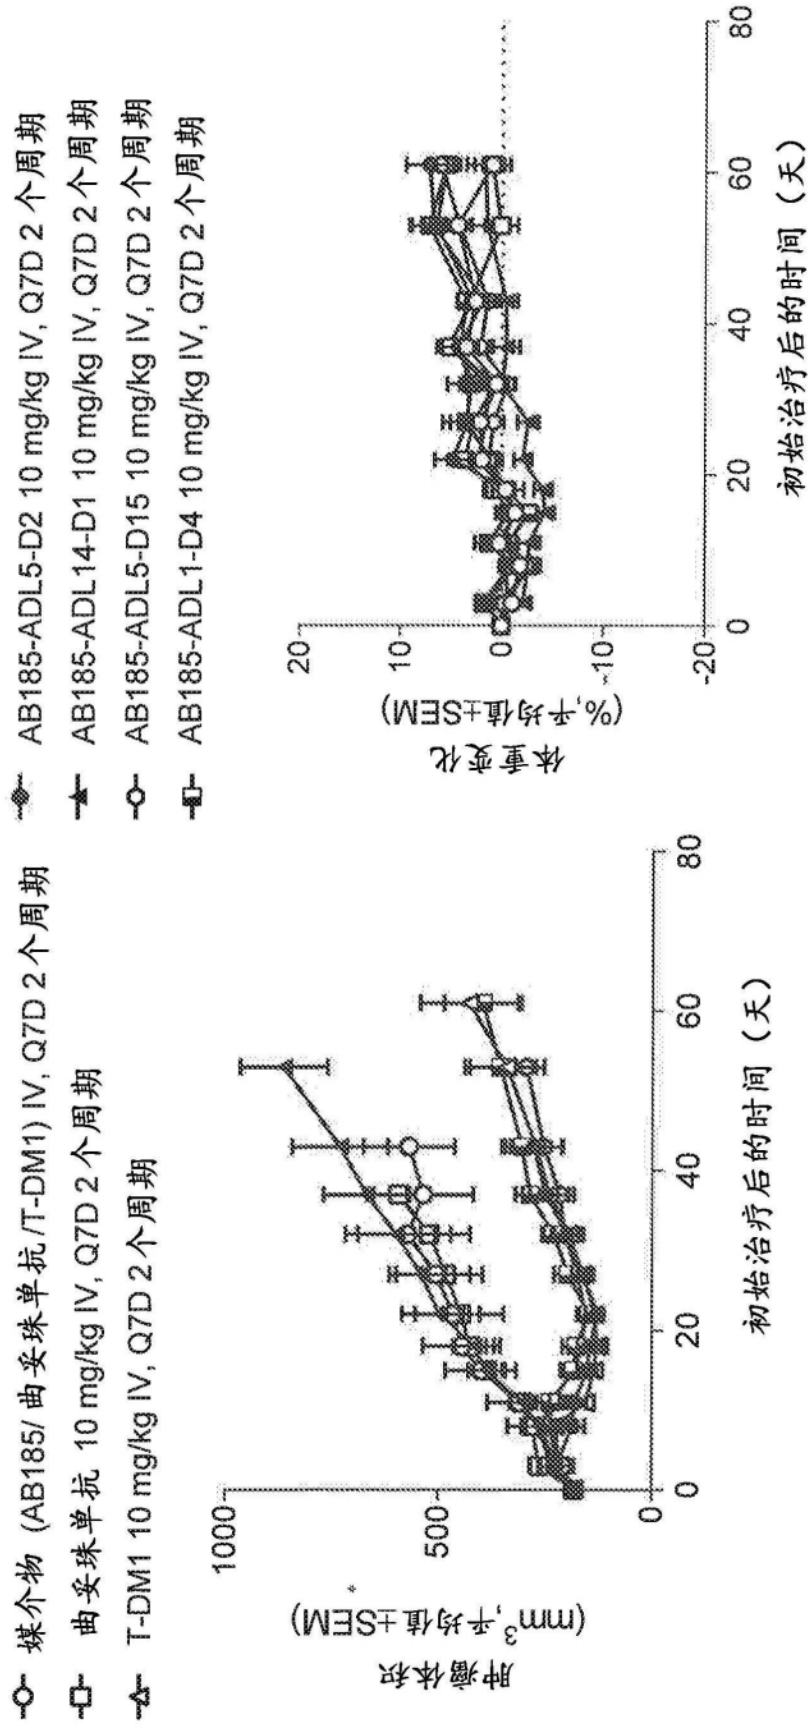 媒介物 (AB185/曲妥珠单抗/T-DM1) IV, Q7D 2个周期
曲妥珠单抗 10 mg/kg IV, Q7D 2个周期
T-DM1 10 mg/kg IV, Q7D 2个周期
AB185-ADL5-D2 10 mg/kg IV, Q7D 2个周期
AB185-ADL14-D1 10 mg/kg IV, Q7D 2个周期
AB185-ADL5-D15 10 mg/kg IV, Q7D 2个周期
AB185-ADL1-D4 10 mg/kg IV, Q7D 2个周期
肿瘤体积
(mm³,平均值±SEM)
1000
500
0
0 20 40 60 80
初始治疗后的时间（天）
体重变化
(%,平均值±SEM)
20
10
0
-10
-20
0 20 40 60 80
初始治疗后的时间（天）